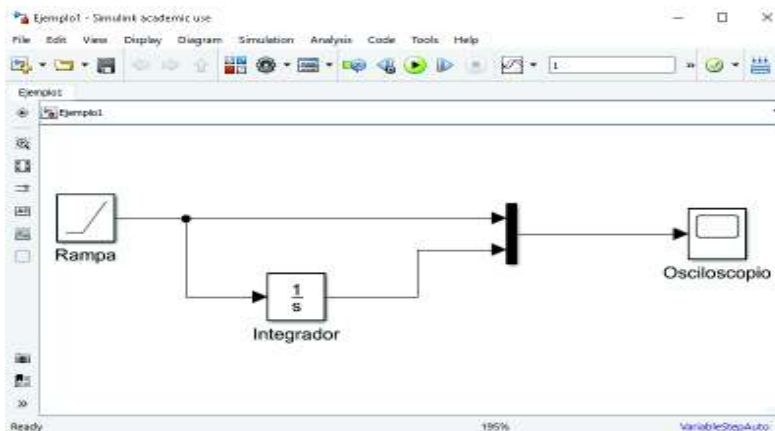 Ejemplo1 - Simulink academic use
File Edit View Display Diagram Simulation Analysis Code Tools Help
1
»
Ejemplo1
Ejemplo1
Rampa
1
s
Integrador
Osciloscopio
»
Ready 195% VariableStepAuto